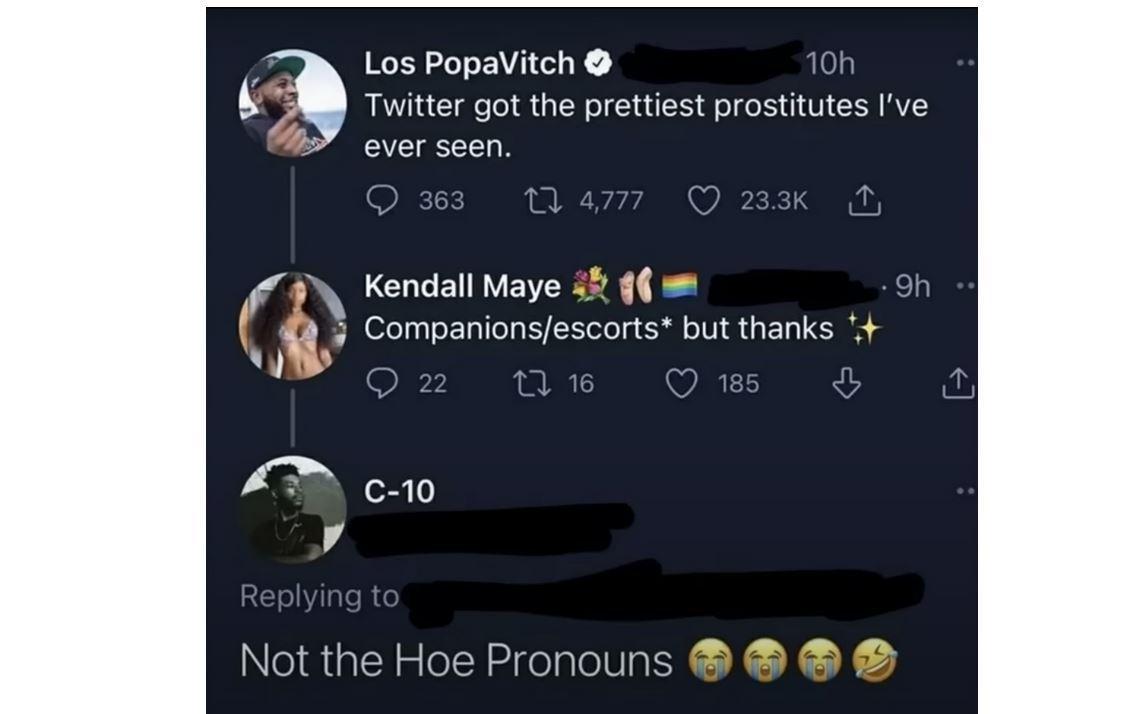 Los PopaVitch 10h
Twitter got the prettiest prostitutes I've
ever seen.
363 4,777 23.3K
Kendall Maye 💐🩰🏳️‍🌈 · 9h
Companions/escorts* but thanks ✨
22 16 185
C-10
Replying to
Not the Hoe Pronouns 😭😭😭🤣